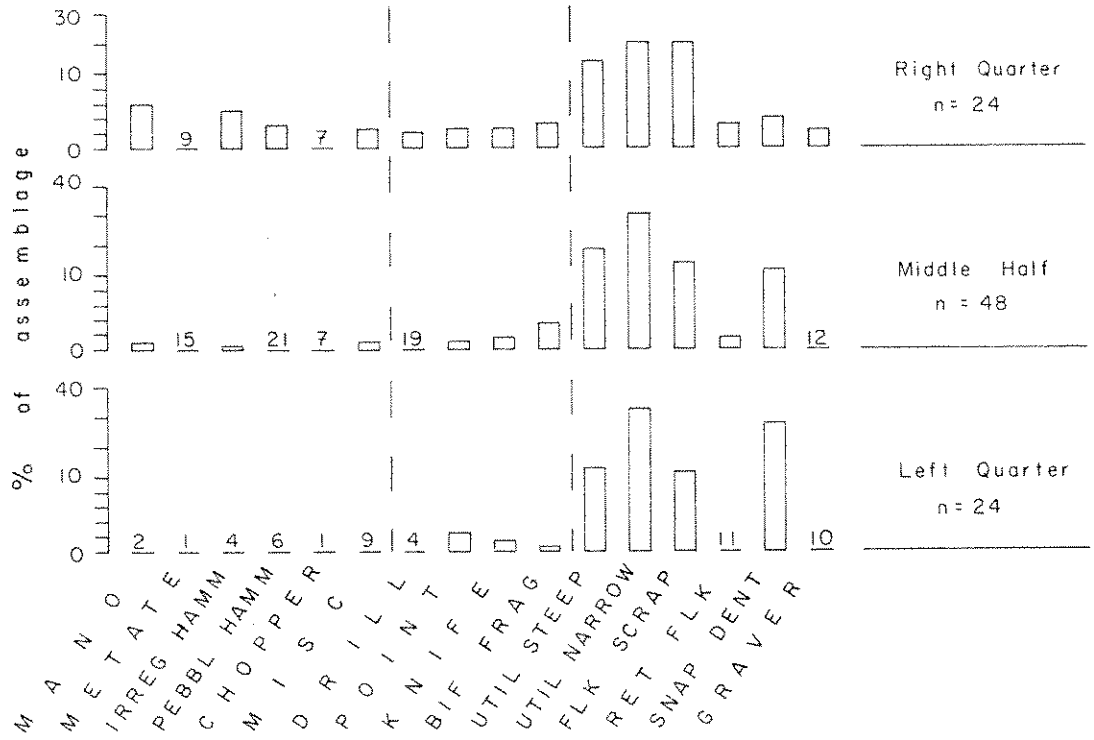 30
10
0
9
7
Right Quarter
n = 24
40
10
0
15
21
7
19
12
Middle Half
n = 48
40
10
0
2
1
4
6
1
9
4
11
10
Left Quarter
n = 24
% of assemblage
MANO
METATE
IRREG HAMM
PEBBL HAMM
CHOPPER
MISC
DRILL
POINT
KNIFE
BIF FRAG
UTIL STEEP
UTIL NARROW
FLK SCRAP
RET FLK
SNAP DENT
GRAVER